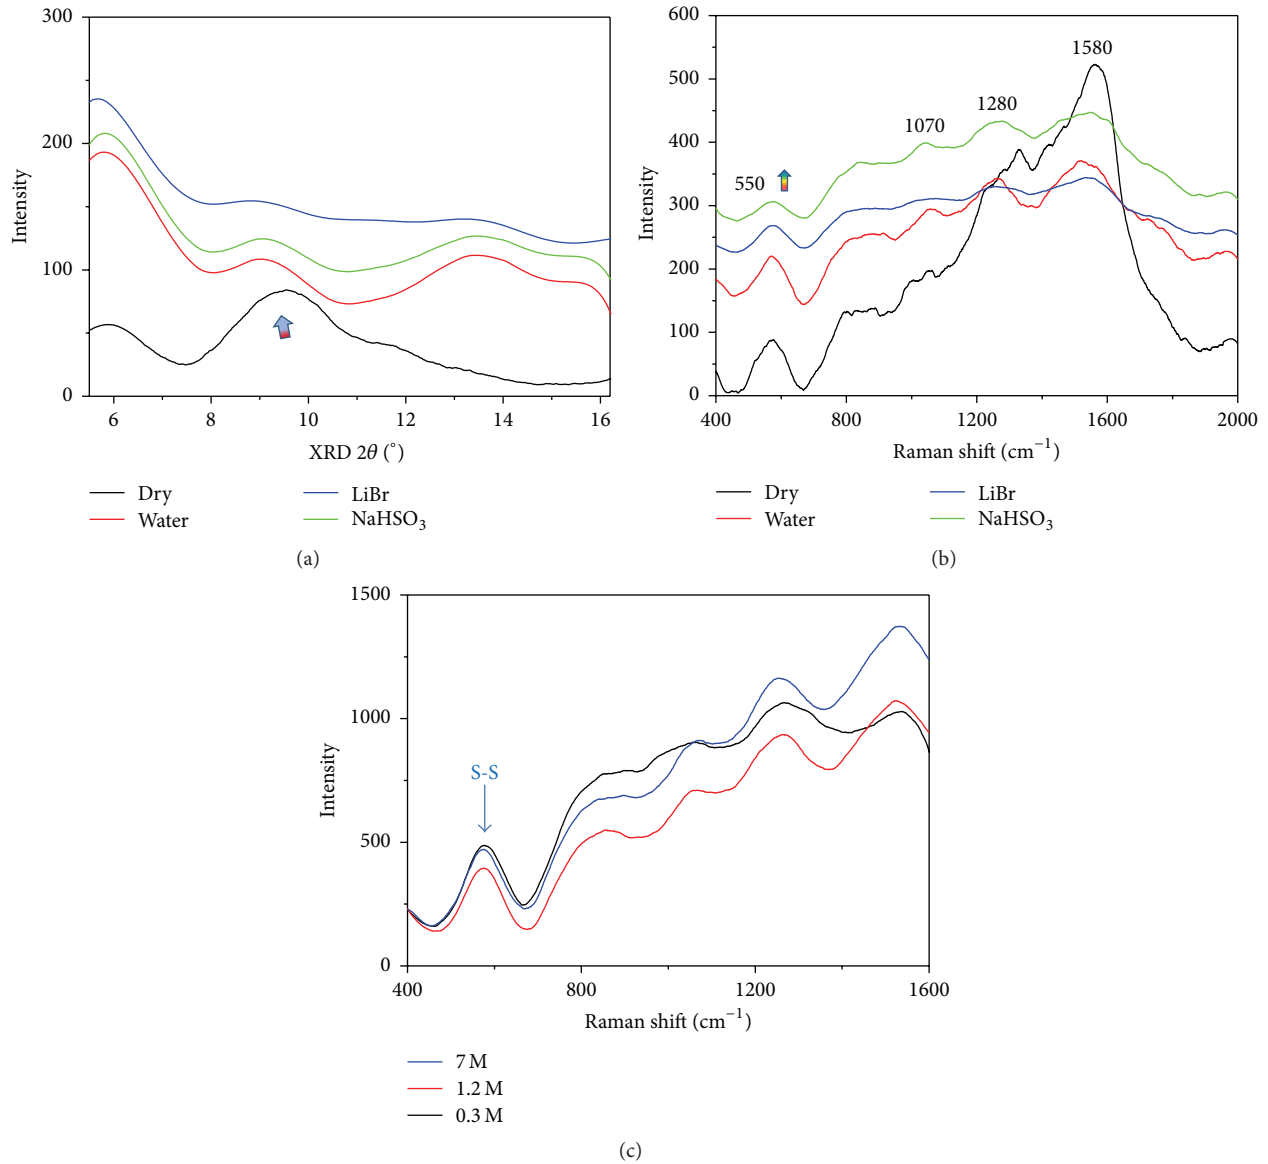 300
200
100
0
Intensity
6 8 10 12 14 16
XRD 2θ (°)
Dry
Water
LiBr
NaHSO₃
(a)
600
500
400
300
200
100
0
Intensity
550
1070
1280
1580
400 800 1200 1600 2000
Raman shift (cm⁻¹)
Dry
Water
LiBr
NaHSO₃
(b)
1500
1000
500
0
Intensity
S-S
400 800 1200 1600
Raman shift (cm⁻¹)
7 M
1.2 M
0.3 M
(c)